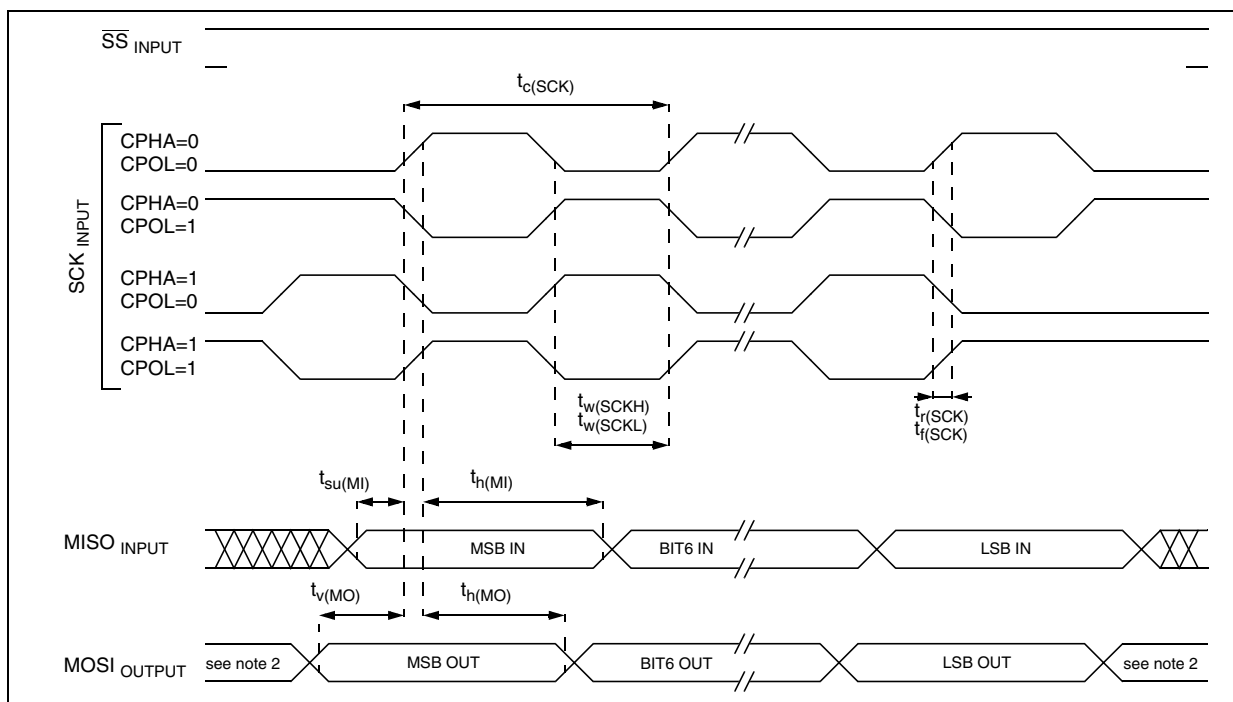 SS INPUT
tc(SCK)
SCK INPUT
CPHA=0
CPOL=0
CPHA=0
CPOL=1
CPHA=1
CPOL=0
CPHA=1
CPOL=1
tw(SCKH)
tw(SCKL)
tr(SCK)
tf(SCK)
tsu(MI)
th(MI)
MISO INPUT
MSB IN
BIT6 IN
LSB IN
tv(MO)
th(MO)
MOSI OUTPUT
see note 2
MSB OUT
BIT6 OUT
LSB OUT
see note 2